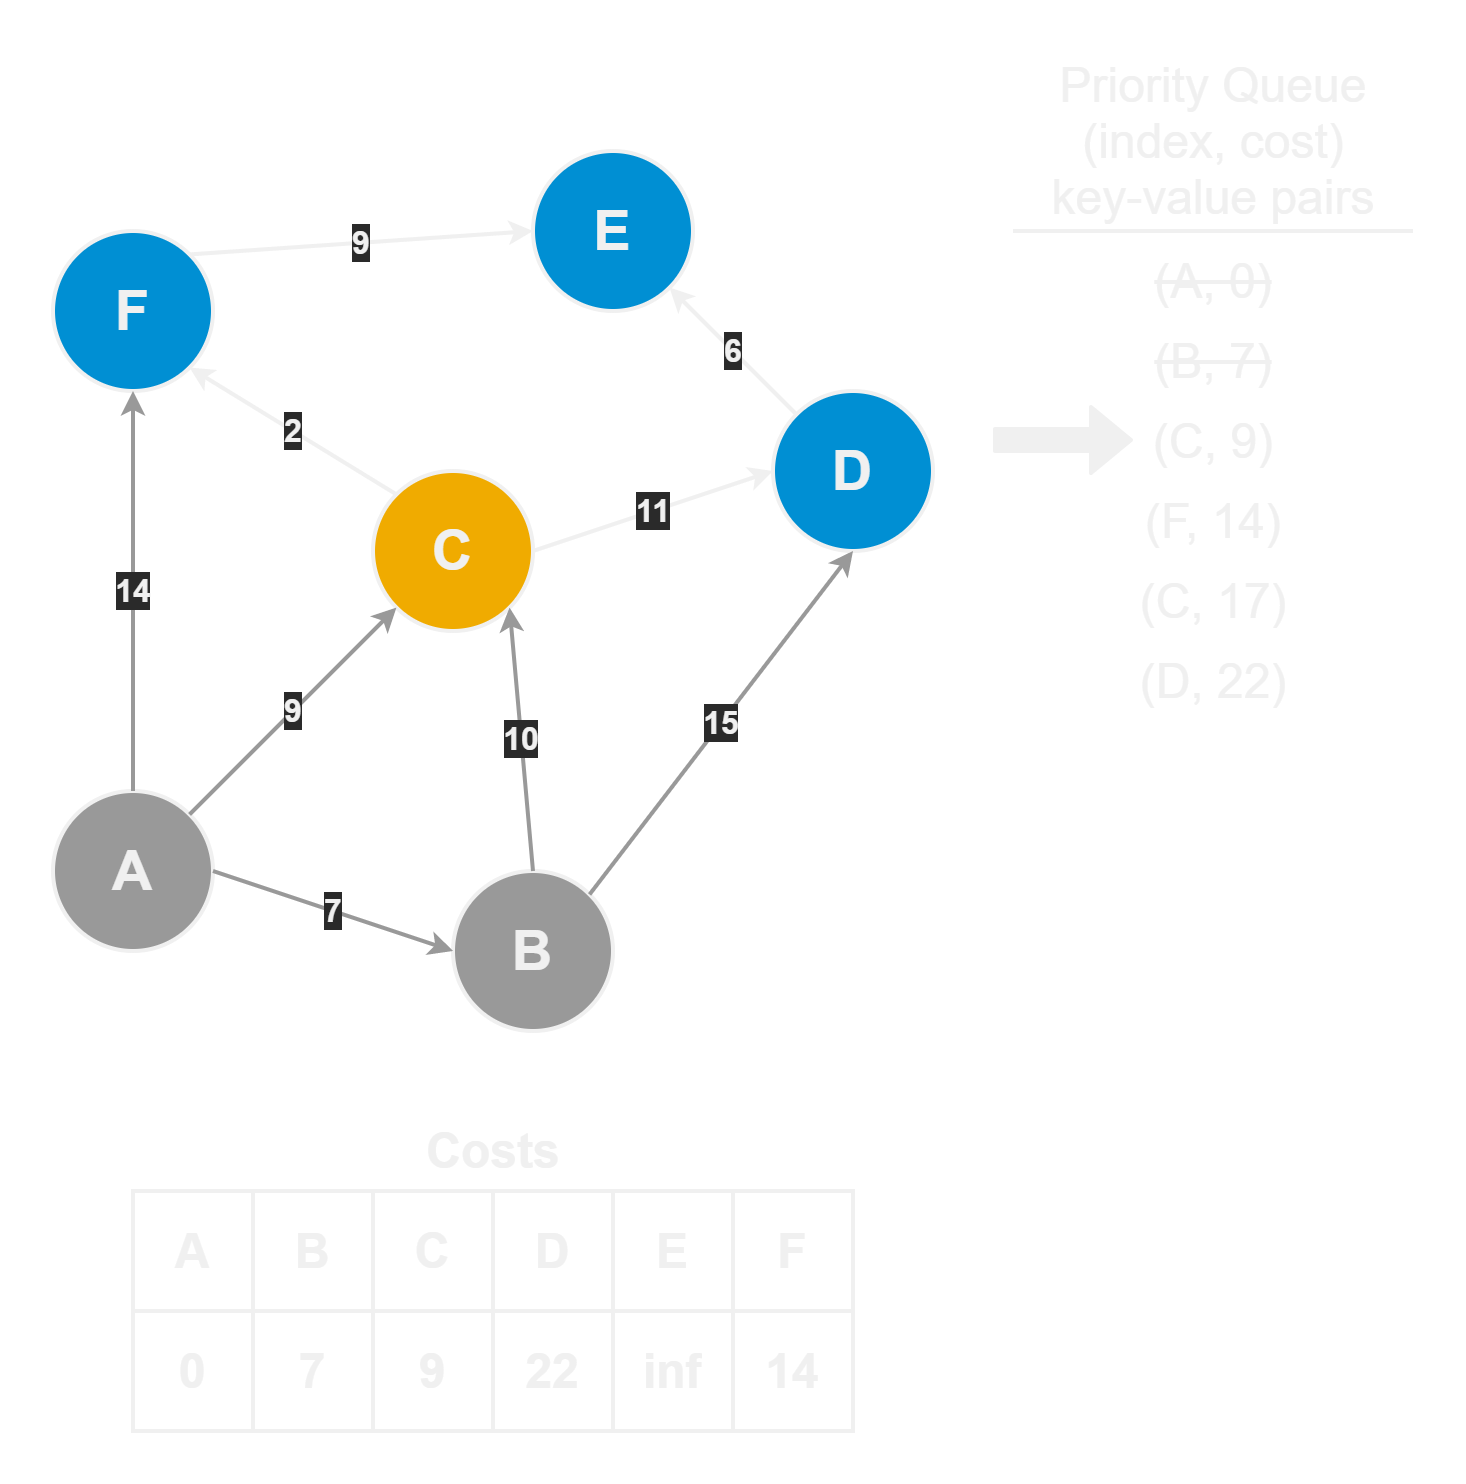 Priority Queue
(index, cost)
key-value pairs
(A, 0)
(B, 7)
(C, 9)
(F, 14)
(C, 17)
(D, 22)
E
9
F
6
2
D
11
C
14
9
10
15
A
7
B
Costs
A B C D E F
0 7 9 22 inf 14